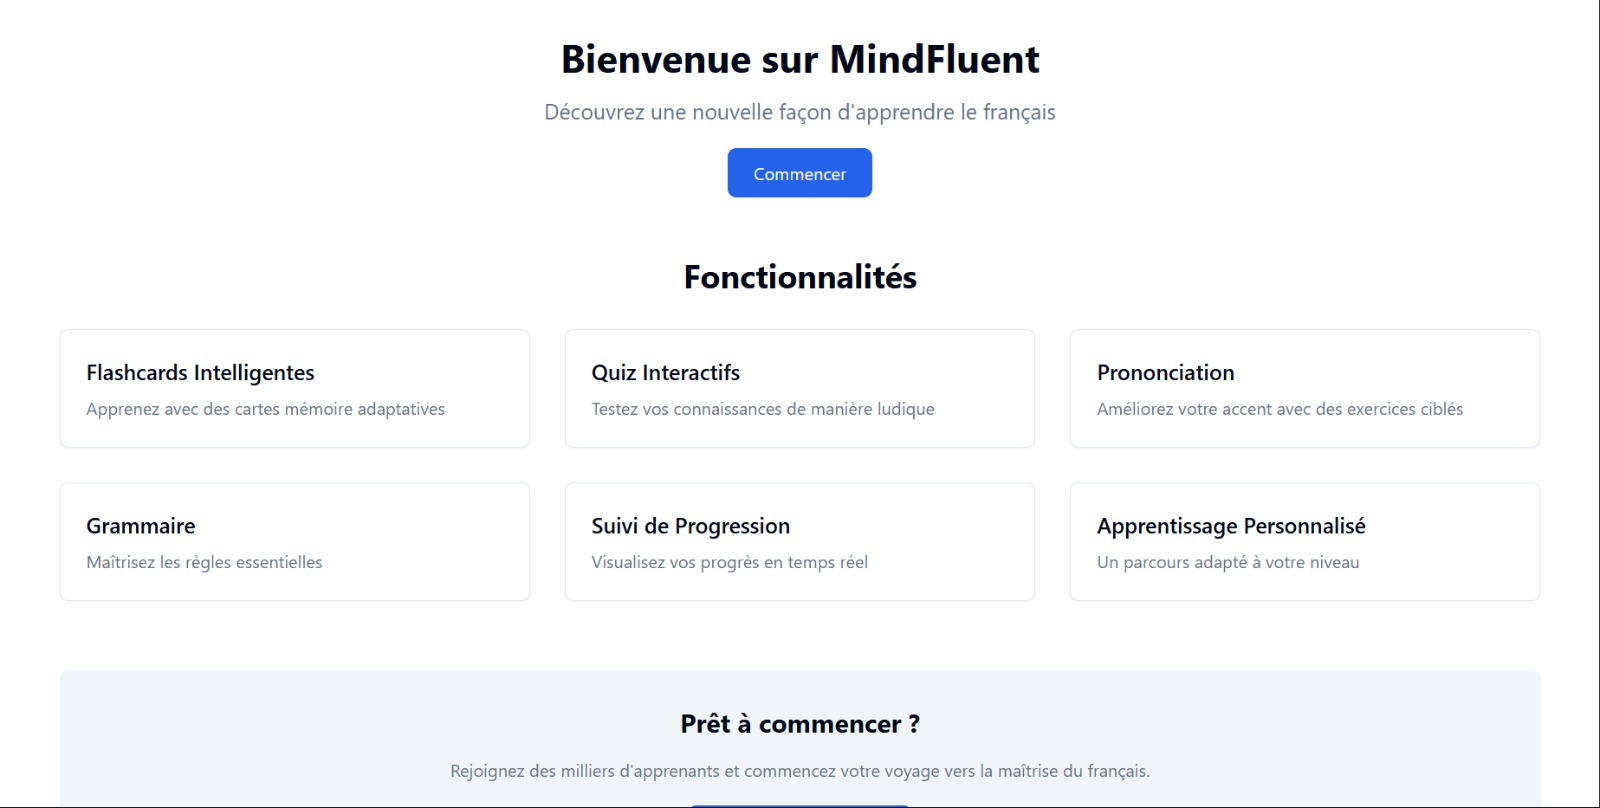 Bienvenue sur MindFluent
Découvrez une nouvelle façon d'apprendre le français
Commencer
Fonctionnalités
Flashcards Intelligentes
Apprenez avec des cartes mémoire adaptatives
Quiz Interactifs
Testez vos connaissances de manière ludique
Prononciation
Améliorez votre accent avec des exercices ciblés
Grammaire
Maîtrisez les règles essentielles
Suivi de Progression
Visualisez vos progrès en temps réel
Apprentissage Personnalisé
Un parcours adapté à votre niveau
Prêt à commencer ?
Rejoignez des milliers d'apprenants et commencez votre voyage vers la maîtrise du français.